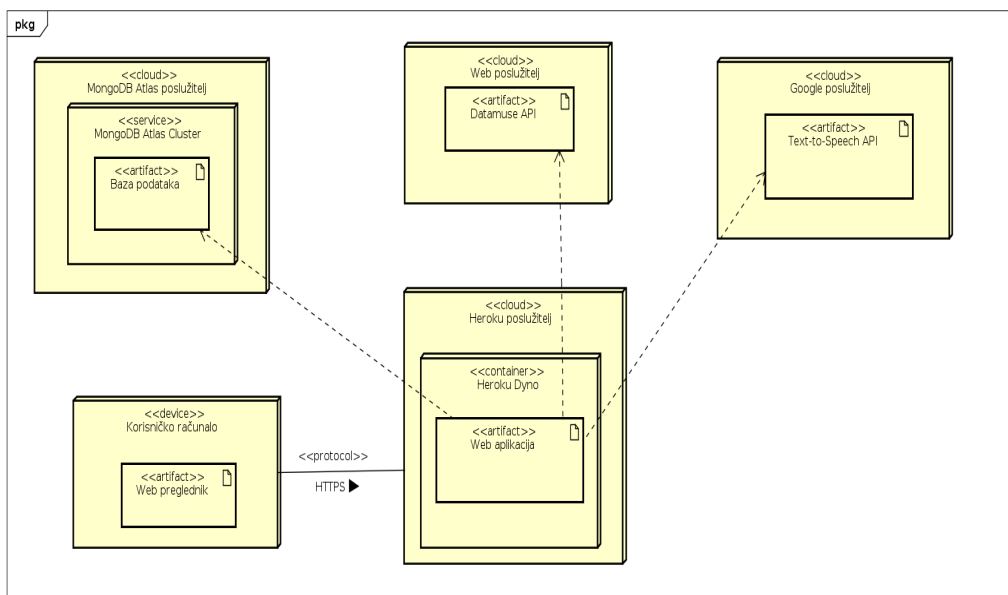 pkg
<<cloud>>
MongoDB Atlas poslužitelj
<<service>>
MongoDB Atlas Cluster
<<artifact>>
Baza podataka
<<cloud>>
Web poslužitelj
<<artifact>>
Datamuse API
<<cloud>>
Google poslužitelj
<<artifact>>
Text-to-Speech API
<<cloud>>
Heroku poslužitelj
<<container>>
Heroku Dyno
<<artifact>>
Web aplikacija
<<device>>
Korisničko računalo
<<artifact>>
Web preglednik
<<protocol>>
HTTPS